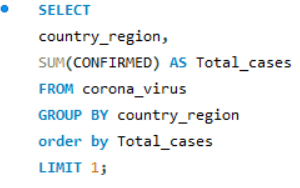 SELECT
country_region,
SUM(CONFIRMED) AS Total_cases
FROM corona_virus
GROUP BY country_region
order by Total_cases
LIMIT 1;